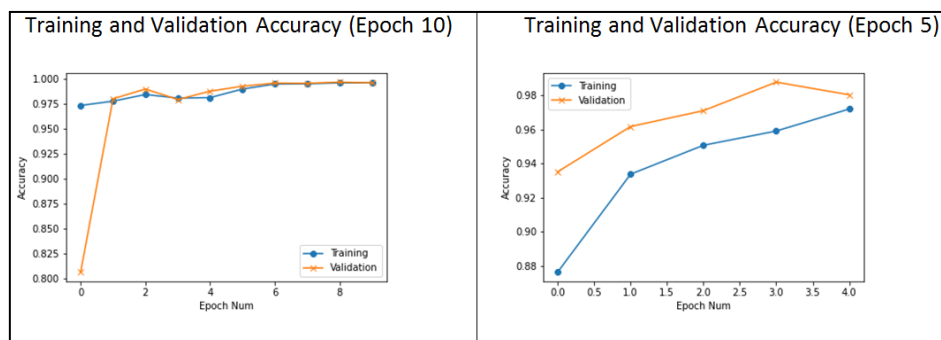 Training and Validation Accuracy (Epoch 10)
1.000
0.975
0.950
0.925
0.900
0.875
0.850
0.825
0.800
Accuracy
Training
Validation
0 2 4 6 8
Epoch Num
Training and Validation Accuracy (Epoch 5)
Training
Validation
0.98
0.96
0.94
0.92
0.90
0.88
Accuracy
0.0 0.5 1.0 1.5 2.0 2.5 3.0 3.5 4.0
Epoch Num